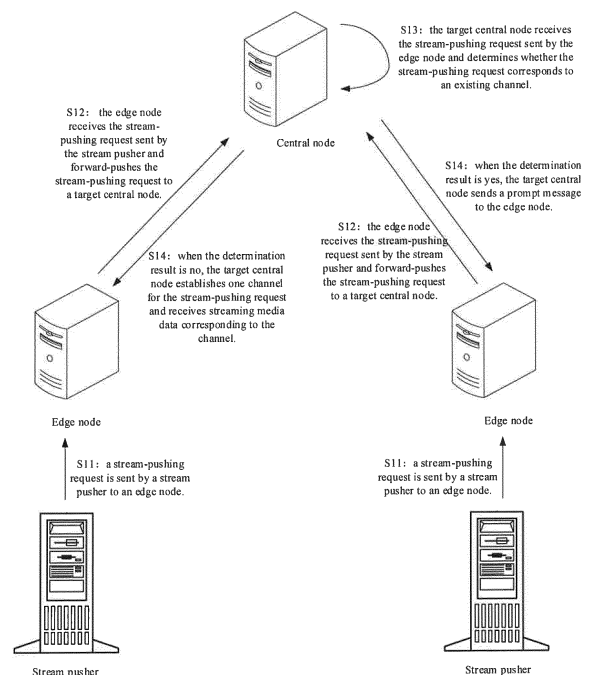 S13: the target central node receives
the stream-pushing request sent by the
edge node and determines whether the
stream-pushing request corresponds to
an existing channel.
Central node
S12: the edge node
receives the stream-
pushing request sent by
the stream pusher and
forward-pushes the
stream-pushing request to
a target central node.
S14: when the determination
result is yes, the target central
node sends a prompt message
to the edge node.
S12: the edge node
receives the stream-pushing
request sent by the stream
pusher and forward-pushes
the stream-pushing request
to a target central node.
S14: when the determination
result is no, the target central
node establishes one channel
for the stream-pushing request
and receives streaming media
data corresponding to the
channel.
Edge node
Edge node
S11: a stream-pushing
request is sent by a stream
pusher to an edge node.
S11: a stream-pushing
request is sent by a stream
pusher to an edge node.
Stream pusher
Stream pusher